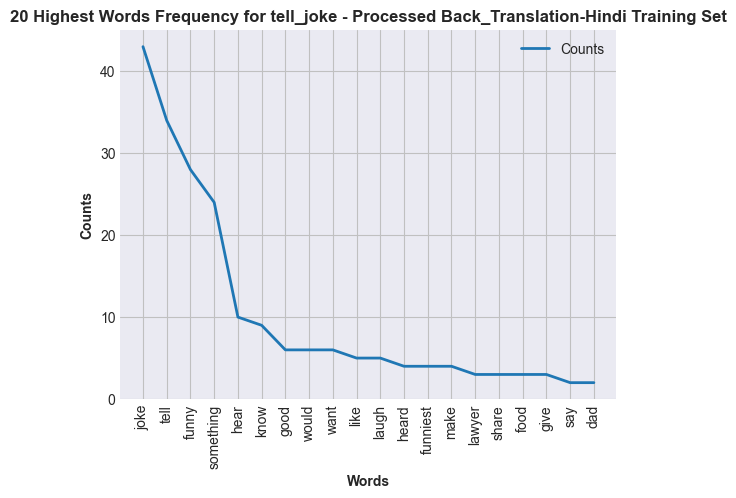 20 Highest Words Frequency for tell_joke - Processed Back_Translation-Hindi Training Set
Counts
40
30
20
10
0
Counts
joke
tell
funny
something
hear
know
good
would
want
like
laugh
heard
funniest
make
lawyer
share
food
give
say
dad
Words